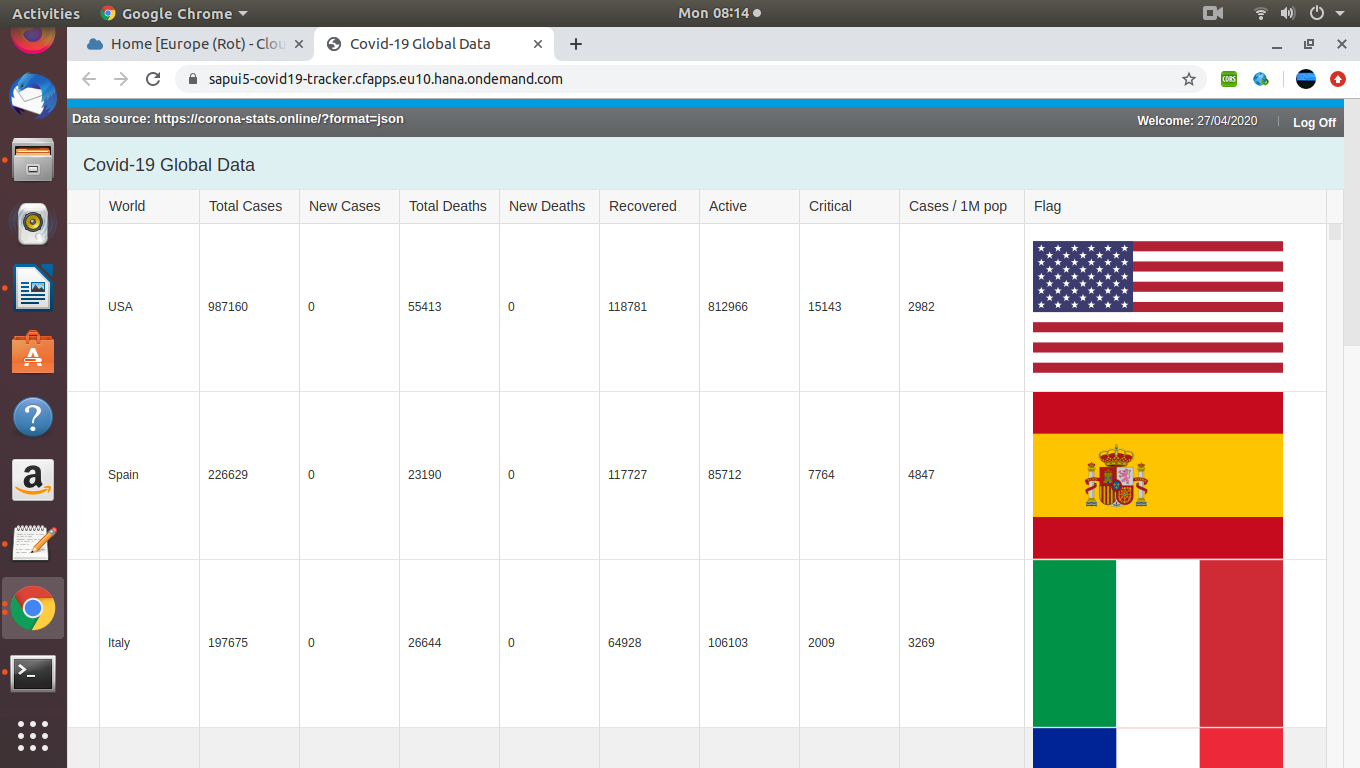 Activities Google Chrome Mon 08:14
Home [Europe (Rot) - Clou Covid-19 Global Data
sapui5-covid19-tracker.cfapps.eu10.hana.ondemand.com CORS
Data source: https://corona-stats.online/?format=json Welcome: 27/04/2020 Log Off
Covid-19 Global Data
World Total Cases New Cases Total Deaths New Deaths Recovered Active Critical Cases / 1M pop Flag
USA 987160 0 55413 0 118781 812966 15143 2982
Spain 226629 0 23190 0 117727 85712 7764 4847
Italy 197675 0 26644 0 64928 106103 2009 3269